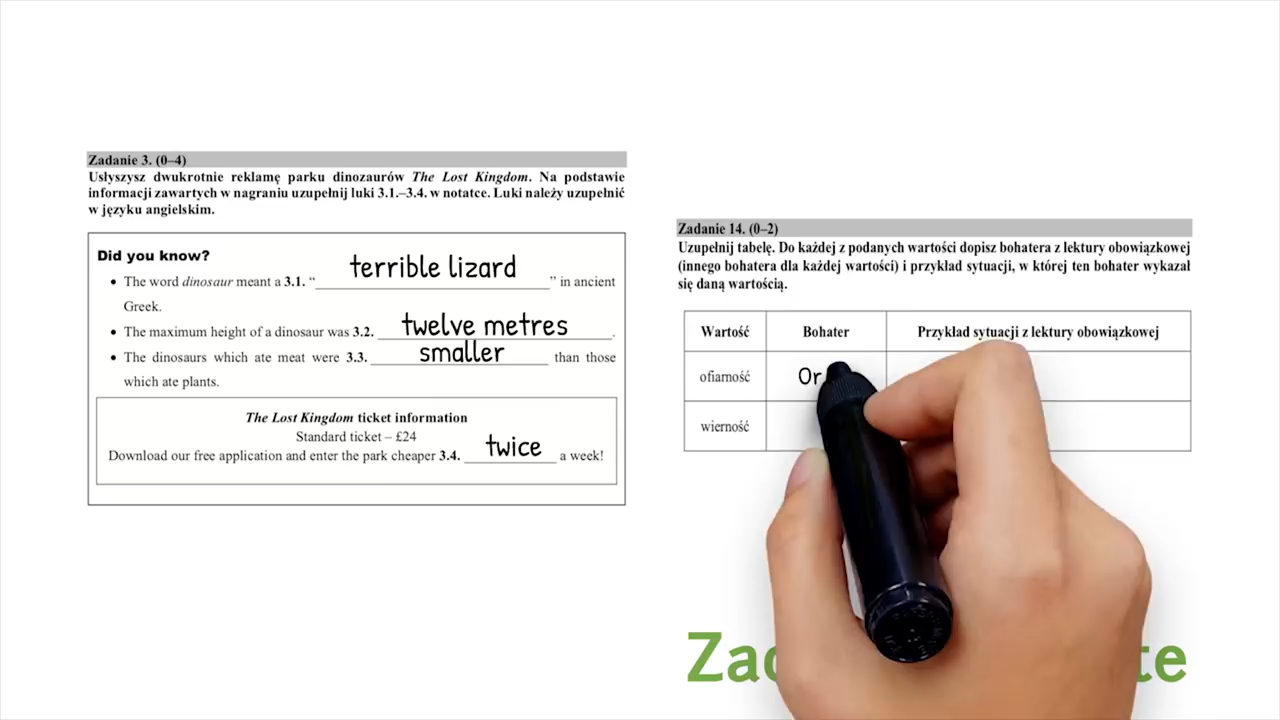 Zadanie 3. (0–4)
Usłyszysz dwukrotnie reklamę parku dinozaurów The Lost Kingdom. Na podstawie
informacji zawartych w nagraniu uzupełnij luki 3.1.–3.4. w notatce. Luki należy uzupełnić
w języku angielskim.
Did you know?
• The word dinosaur meant a 3.1. “ terrible lizard ” in ancient
Greek.
• The maximum height of a dinosaur was 3.2. twelve metres.
• The dinosaurs which ate meat were 3.3. smaller than those
which ate plants.
The Lost Kingdom ticket information
Standard ticket – £24
Download our free application and enter the park cheaper 3.4. twice a week!
Zadanie 14. (0–2)
Uzupełnij tabelę. Do każdej z podanych wartości dopisz bohatera z lektury obowiązkowej
(innego bohatera dla każdej wartości) i przykład sytuacji, w której ten bohater wykazał
się daną wartością.
Wartość Bohater Przykład sytuacji z lektury obowiązkowej
ofiarność Or
wierność